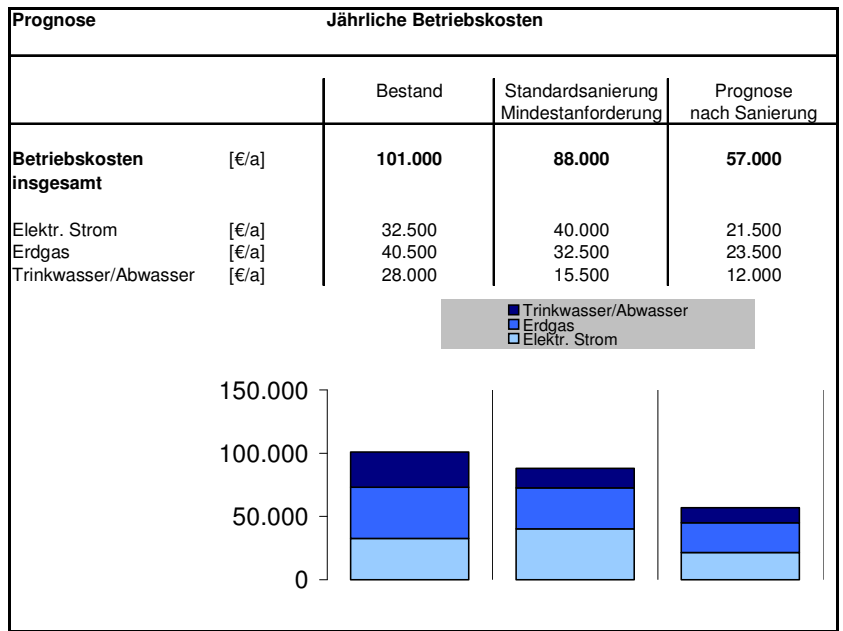 Prognose Jährliche Betriebskosten
Bestand Standardsanierung Prognose
Mindestanforderung nach Sanierung
Betriebskosten [€/a] 101.000 88.000 57.000
insgesamt
Elektr. Strom [€/a] 32.500 40.000 21.500
Erdgas [€/a] 40.500 32.500 23.500
Trinkwasser/Abwasser [€/a] 28.000 15.500 12.000
Trinkwasser/Abwasser
Erdgas
Elektr. Strom
150.000
100.000
50.000
0